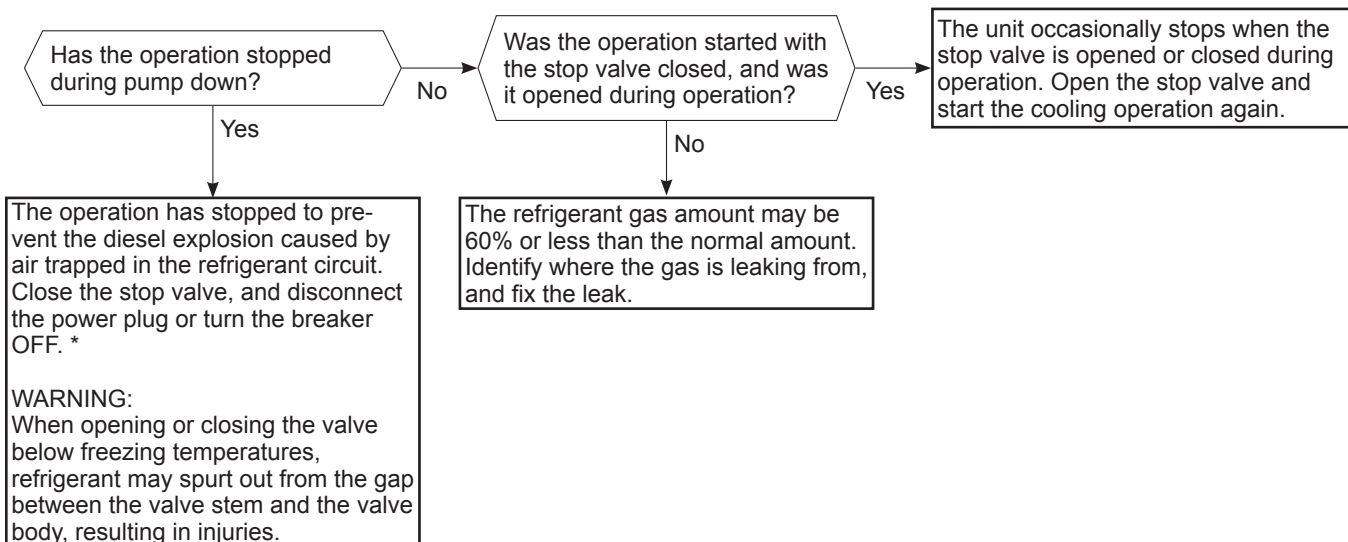 Has the operation stopped
during pump down?
No
Yes
Was the operation started with
the stop valve closed, and was
it opened during operation?
Yes
No
The unit occasionally stops when the
stop valve is opened or closed during
operation. Open the stop valve and
start the cooling operation again.
The operation has stopped to pre-
vent the diesel explosion caused by
air trapped in the refrigerant circuit.
Close the stop valve, and disconnect
the power plug or turn the breaker
OFF. *
WARNING:
When opening or closing the valve
below freezing temperatures,
refrigerant may spurt out from the gap
between the valve stem and the valve
body, resulting in injuries.
The refrigerant gas amount may be
60% or less than the normal amount.
Identify where the gas is leaking from,
and fix the leak.